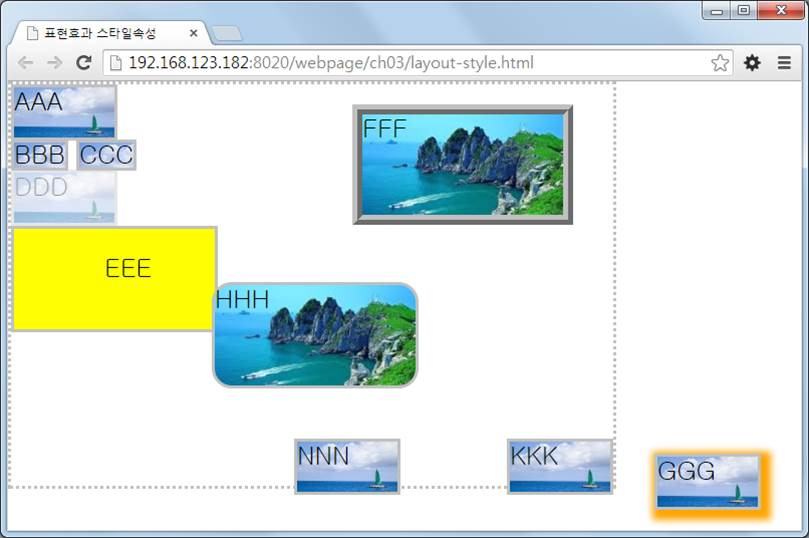 표현효과 스타일속성
192.168.123.182:8020/webpage/ch03/layout-style.html
AAA
FFF
BBB CCC
DDD
EEE
HHH
NNN
KKK
GGG